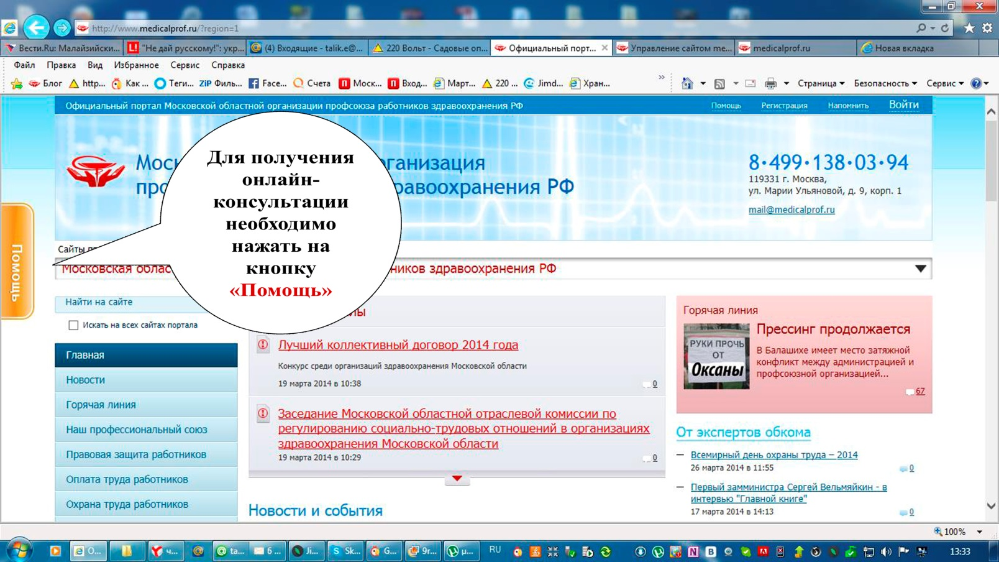 http://www.medicalprof.ru/?region=1
Вести.Ru: Малайзийски...
"Не дай русскому!": укр...
(4) Входящие - talik.e@...
220 Вольт - Садовые оп...
Официальный порт...
Управление сайтом me...
medicalprof.ru
Новая вкладка
Файл Правка Вид Избранное Сервис Справка
Блог http... Как ... Теги... ZiP Филь... Face... Счета Моск... Вход... Март... 220 ... Jimd... Хран... »
Страница Безопасность Сервис
Официальный портал Московской областной организации профсоюза работников здравоохранения РФ
Помощь Регистрация Напомнить Войти
Мос
ганизация
про
равоохранения РФ
8·499·138·03·94
119331 г. Москва,
ул. Марии Ульяновой, д. 9, корп. 1
mail@medicalprof.ru
Для получения
онлайн-
консультации
необходимо
нажать на
кнопку
«Помощь»
Помощь
Сайты
Московская облас
ников здравоохранения РФ
Найти на сайте
Искать на всех сайтах портала
Главная
Новости
Горячая линия
Наш профессиональный союз
Правовая защита работников
Оплата труда работников
Охрана труда работников
лы
Лучший коллективный договор 2014 года
Конкурс среди организаций здравоохранения Московской области
19 марта 2014 в 10:38
0
Заседание Московской областной отраслевой комиссии по
регулированию социально-трудовых отношений в организациях
здравоохранения Московской области
19 марта 2014 в 10:29
0
Новости и события
Горячая линия
РУКИ ПРОЧЬ
ОТ
Оксаны
Прессинг продолжается
В Балашихе имеет место затяжной
конфликт между администрацией и
профсоюзной организацией...
67
От экспертов обкома
— Всемирный день охраны труда – 2014
26 марта 2014 в 11:55
0
— Первый замминистра Сергей Вельмяйкин - в
интервью "Главной книге"
17 марта 2014 в 14:13
0
100%
О... ч... ta... 6 ... Ji... Sk... G... 9г... μ...
RU
13:33